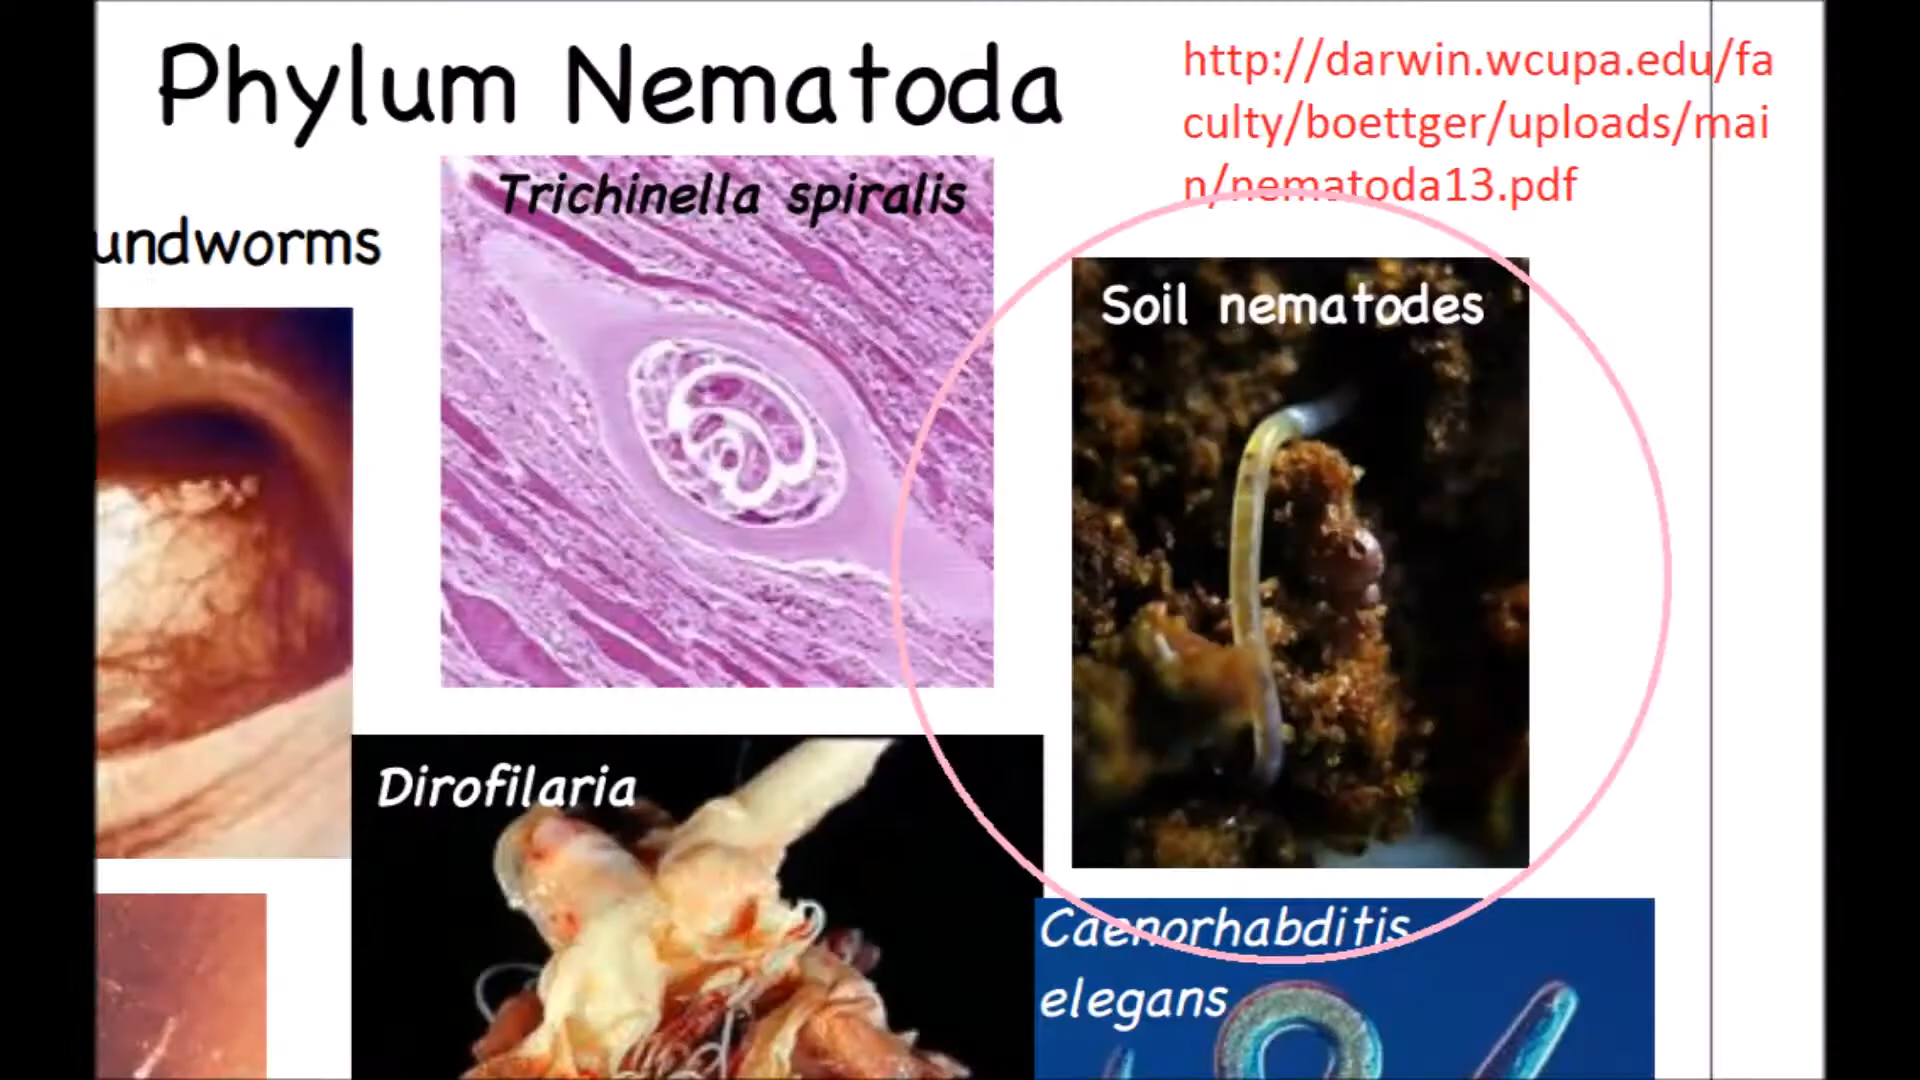 Phylum Nematoda
http://darwin.wcupa.edu/fa
culty/boettger/uploads/mai
n/nematoda13.pdf
undworms
Trichinella spiralis
Soil nematodes
Dirofilaria
Caenorhabditis
elegans